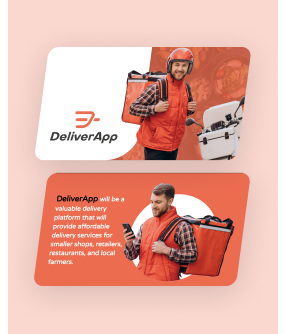 DeliverApp
DeliverApp will be a
valuable delivery
platform that will
provide affordable
delivery services for
smaller shops, retailers,
restaurants, and local
farmers.